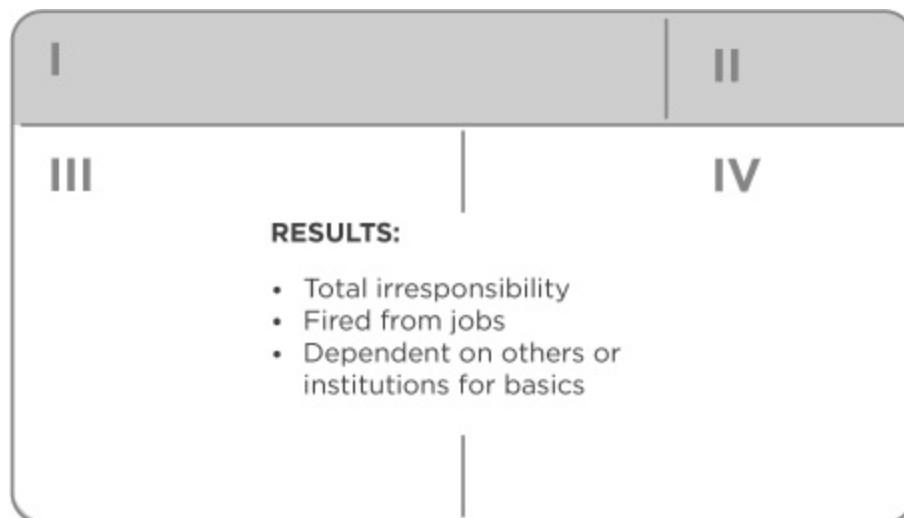 I
II
III
IV
RESULTS:
• Total irresponsibility
• Fired from jobs
• Dependent on others or
institutions for basics